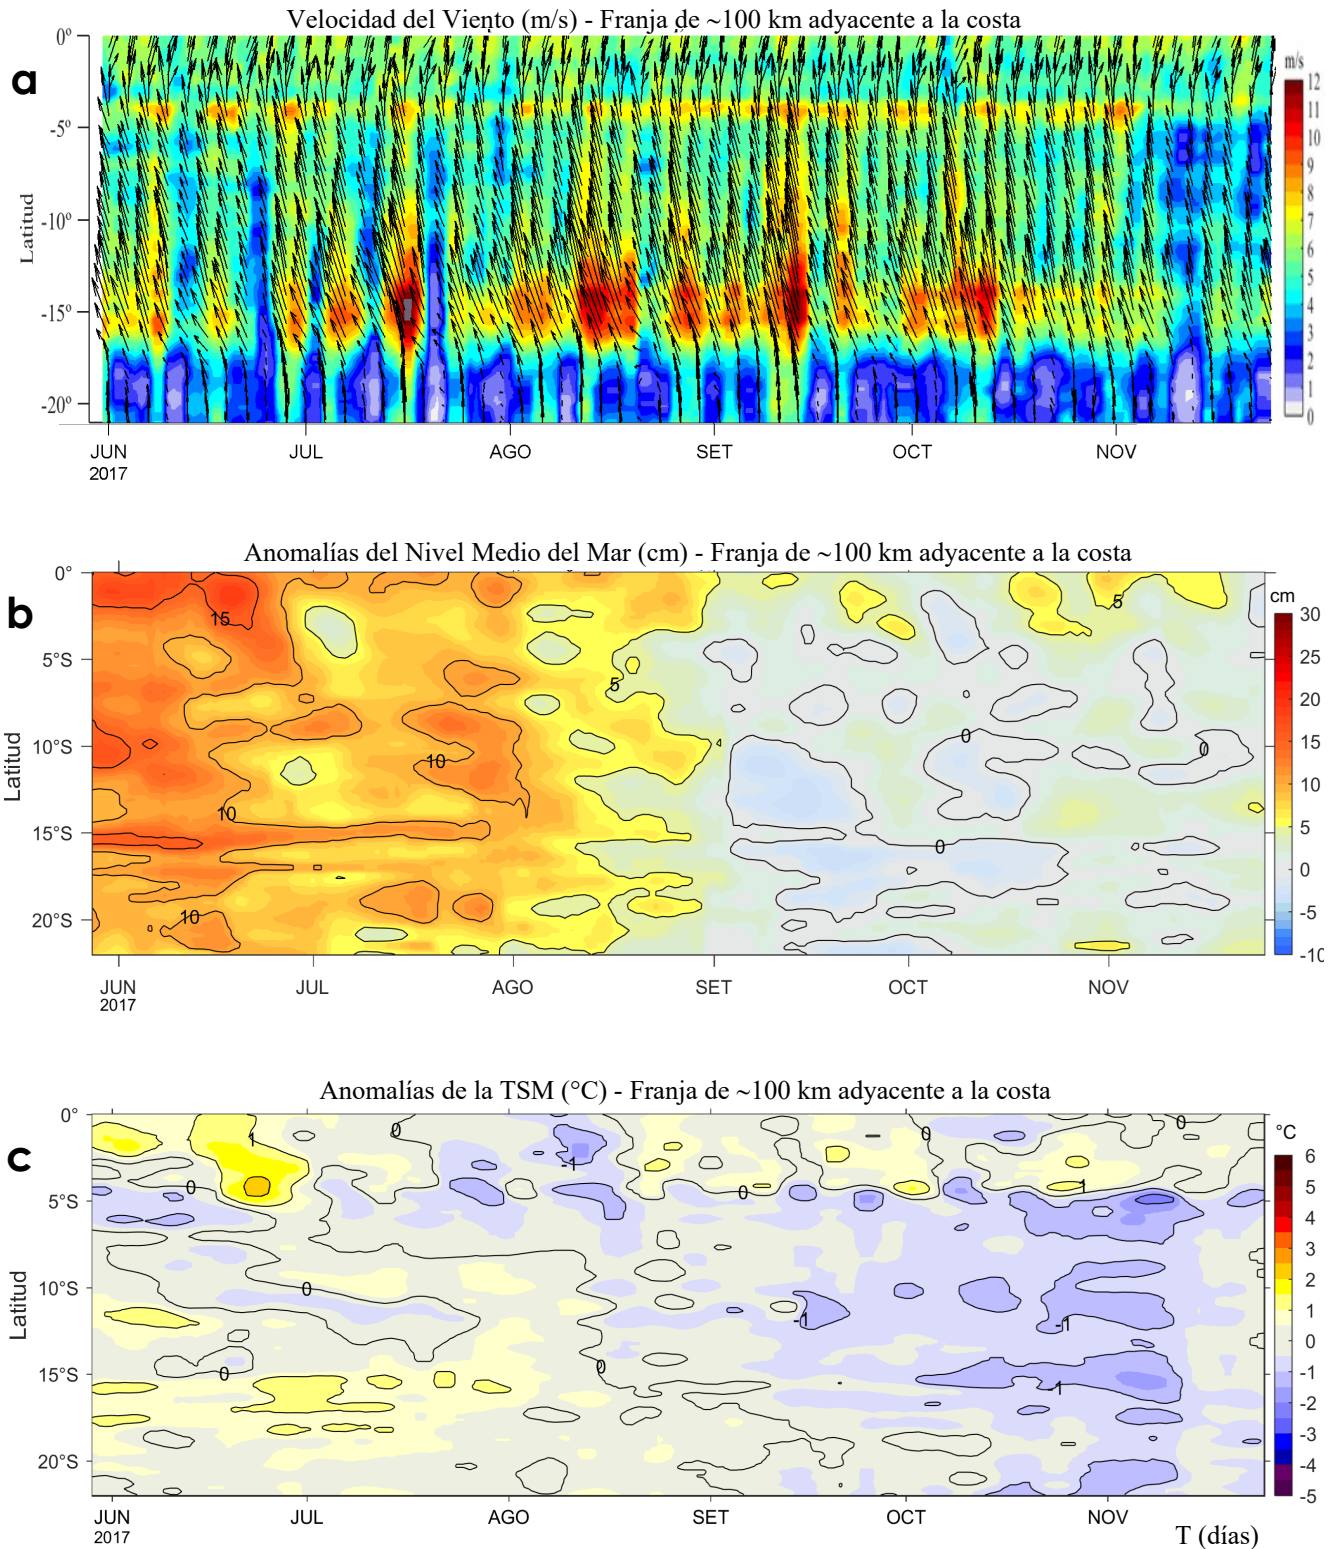 Velocidad del Viento (m/s) - Franja de ~100 km adyacente a la costa
a
0º
-5º
-10º
-15º
-20º
Latitud
m/s
12
11
10
9
8
7
6
5
4
3
2
1
0
JUN JUL AGO SET OCT NOV
2017
Anomalías del Nivel Medio del Mar (cm) - Franja de ~100 km adyacente a la costa
b
0°
5°S
10°S
15°S
20°S
Latitud
15
5
5
10
0
0
10
0
10
cm
30
25
20
15
10
5
0
-5
-10
JUN JUL AGO SET OCT NOV
2017
Anomalías de la TSM (°C) - Franja de ~100 km adyacente a la costa
c
0°
5°S
10°S
15°S
20°S
Latitud
1
0
0
0
-1
0
0
1
0
-1
-1
0
0
-1
°C
6
5
4
3
2
1
0
-1
-2
-3
-4
-5
JUN JUL AGO SET OCT NOV
2017
T (días)